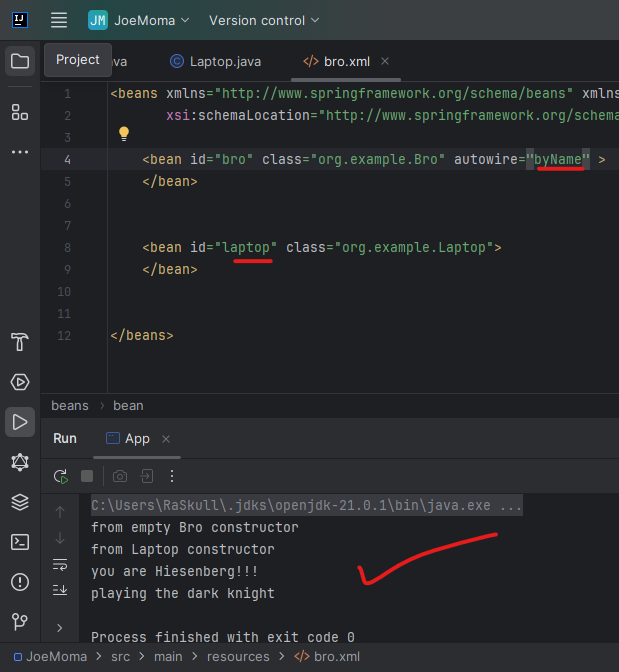 JM JoeMoma Version control
Project
va Laptop.java </> bro.xml ×
1 <beans xmlns="http://www.springframework.org/schema/beans" xmlns
2 xsi:schemaLocation="http://www.springframework.org/schema
3
4 <bean id="bro" class="org.example.Bro" autowire="byName" >
5 </bean>
6
7
8 <bean id="laptop" class="org.example.Laptop">
9 </bean>
10
11
12 </beans>
beans › bean
Run App ×
C:\Users\RaSkull\.jdks\openjdk-21.0.1\bin\java.exe ...
from empty Bro constructor
from Laptop constructor
you are Hiesenberg!!!
playing the dark knight
Process finished with exit code 0
JoeMoma > src > main > resources > </> bro.xml